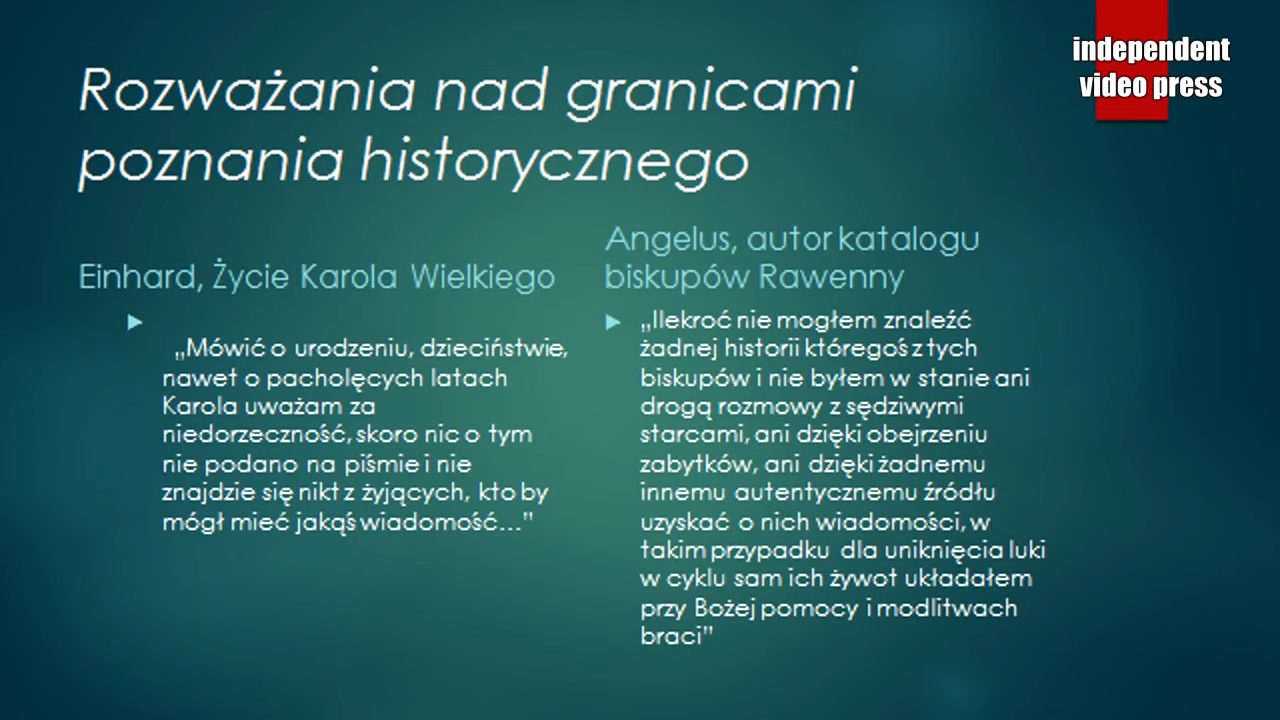 Rozważania nad granicami
poznania historycznego
independent
video press
Einhard, Życie Karola Wielkiego
„Mówić o urodzeniu, dzieciństwie,
nawet o pacholęcych latach
Karola uważam za
niedorzeczność, skoro nic o tym
nie podano na piśmie i nie
znajdzie się nikt z żyjących, kto by
mógł mieć jakąś wiadomość…”
Angelus, autor katalogu
biskupów Rawenny
„Ilekroć nie mogłem znaleźć
żadnej historii któregoś z tych
biskupów i nie byłem w stanie ani
drogą rozmowy z sędziwymi
starcami, ani dzięki obejrzeniu
zabytków, ani dzięki żadnemu
innemu autentycznemu źródłu
uzyskać o nich wiadomości, w
takim przypadku dla uniknięcia luki
w cyklu sam ich żywot układałem
przy Bożej pomocy i modlitwach
braci”